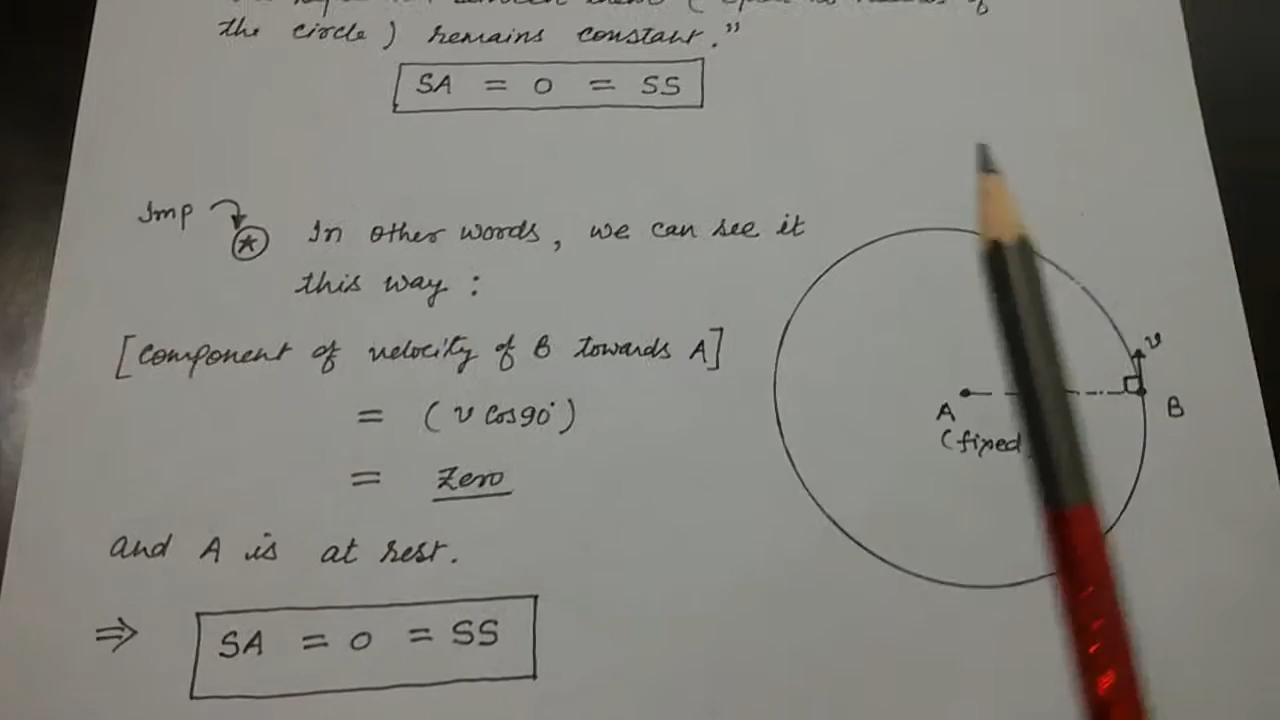 the circle) remains constant."
SA = 0 = SS
Imp
In other words, we can see it
this way :
[component of velocity of B towards A]
= (v cos90°)
= Zero
and A is at rest.
⇒ SA = 0 = SS
v
A
B
(fixed